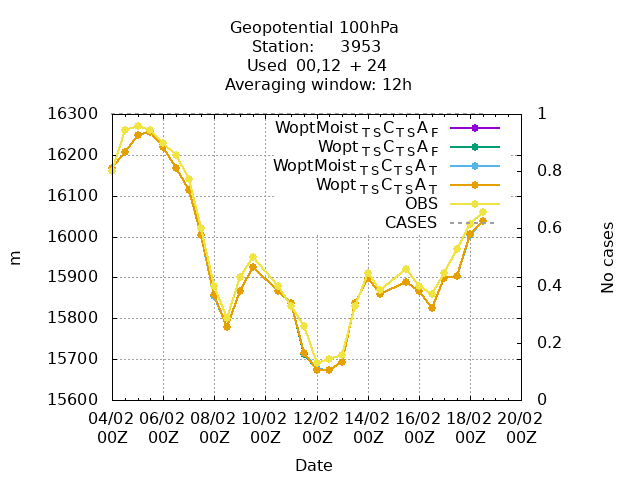 Geopotential 100hPa
Station: 3953
Used 00,12 + 24
Averaging window: 12h
16300
16200
16100
16000
15900
15800
15700
15600
1
0.8
0.6
0.4
0.2
0
WoptMoist TS C TS A F
Wopt TS C TS A F
WoptMoist TS C TS A T
Wopt TS C TS A T
OBS
CASES
m
No cases
04/02 06/02 08/02 10/02 12/02 14/02 16/02 18/02 20/02
00Z 00Z 00Z 00Z 00Z 00Z 00Z 00Z 00Z
Date